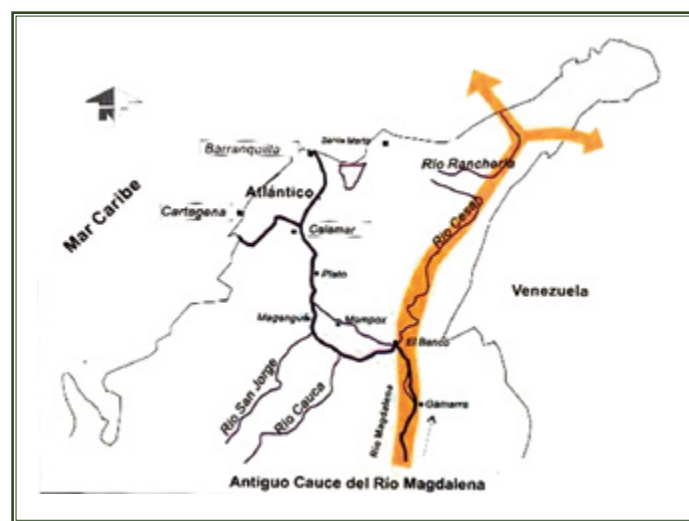 Santa Marta
Barranquilla
Río Ranchería
Atlántico
Cartagena
Mar Caribe
Río Cesar
Calamar
Plato
Venezuela
Magangué
Mompox
El Banco
Río San Jorge
Río Cauca
Río Magdalena
Gamarra
Antiguo Cauce del Río Magdalena